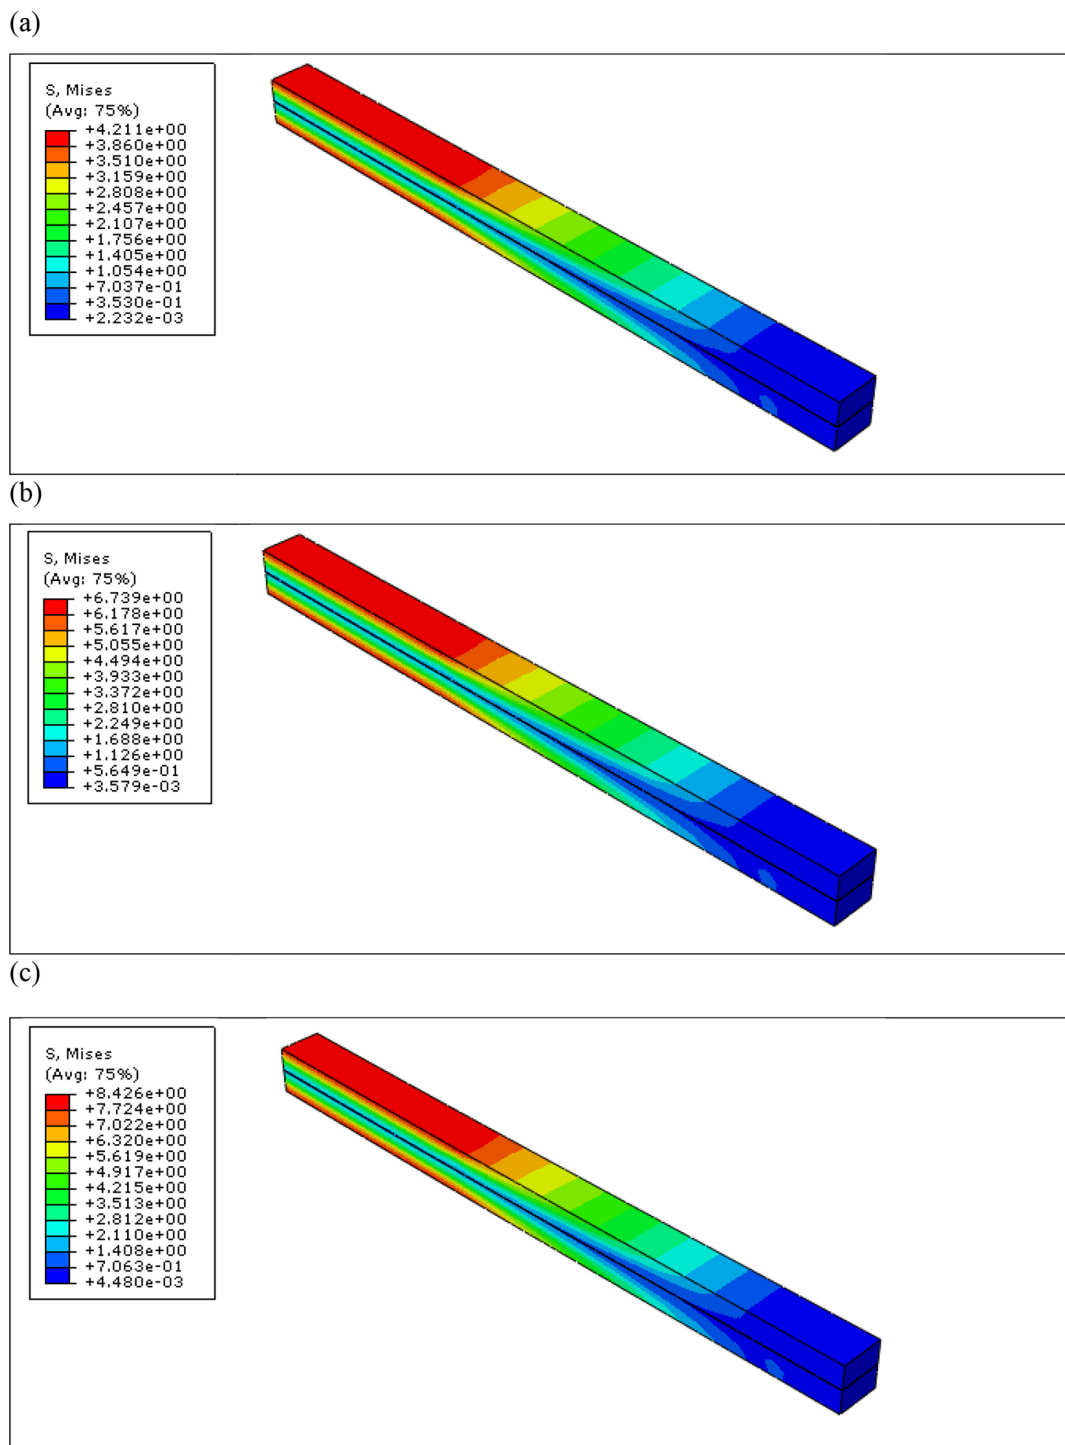 (a)
S, Mises
(Avg: 75%)
+4.211e+00
+3.860e+00
+3.510e+00
+3.159e+00
+2.808e+00
+2.457e+00
+2.107e+00
+1.756e+00
+1.405e+00
+1.054e+00
+7.037e-01
+3.530e-01
+2.232e-03
(b)
S, Mises
(Avg: 75%)
+6.739e+00
+6.178e+00
+5.617e+00
+5.055e+00
+4.494e+00
+3.933e+00
+3.372e+00
+2.810e+00
+2.249e+00
+1.688e+00
+1.126e+00
+5.649e-01
+3.579e-03
(c)
S, Mises
(Avg: 75%)
+8.426e+00
+7.724e+00
+7.022e+00
+6.320e+00
+5.619e+00
+4.917e+00
+4.215e+00
+3.513e+00
+2.812e+00
+2.110e+00
+1.408e+00
+7.063e-01
+4.480e-03